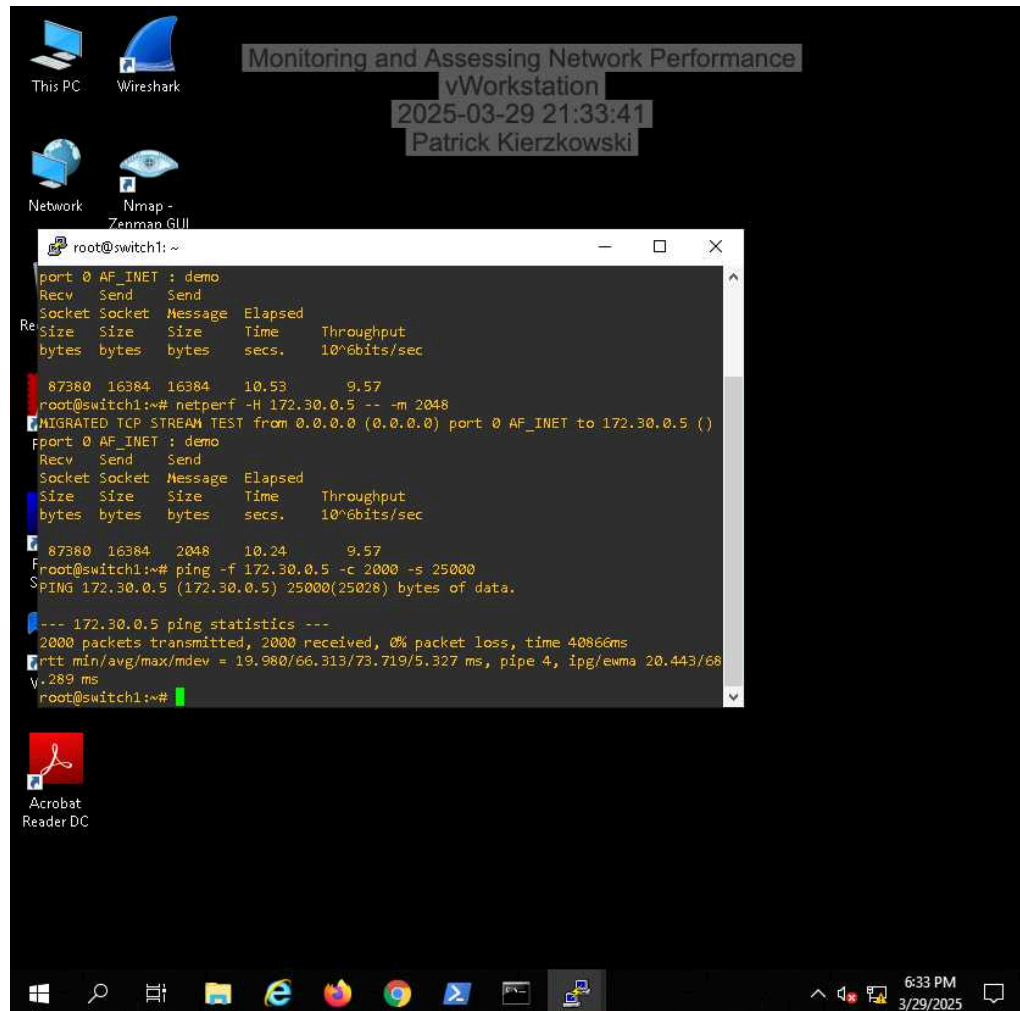 This PC
Wireshark
Monitoring and Assessing Network Performance
vWorkstation
2025-03-29 21:33:41
Patrick Kierzkowski
Network
Nmap -
Zenmap GUI
root@switch1: ~
port 0 AF_INET : demo
Recv Send Send
Socket Socket Message Elapsed
Size Size Size Time Throughput
bytes bytes bytes secs. 10^6bits/sec
87380 16384 16384 10.53 9.57
root@switch1:~# netperf -H 172.30.0.5 -- -m 2048
MIGRATED TCP STREAM TEST from 0.0.0.0 (0.0.0.0) port 0 AF_INET to 172.30.0.5 ()
port 0 AF_INET : demo
Recv Send Send
Socket Socket Message Elapsed
Size Size Size Time Throughput
bytes bytes bytes secs. 10^6bits/sec
87380 16384 2048 10.24 9.57
root@switch1:~# ping -f 172.30.0.5 -c 2000 -s 25000
PING 172.30.0.5 (172.30.0.5) 25000(25028) bytes of data.
--- 172.30.0.5 ping statistics ---
2000 packets transmitted, 2000 received, 0% packet loss, time 40866ms
rtt min/avg/max/mdev = 19.980/66.313/73.719/5.327 ms, pipe 4, ipg/ewma 20.443/68
.289 ms
root@switch1:~#
Acrobat
Reader DC
6:33 PM
3/29/2025